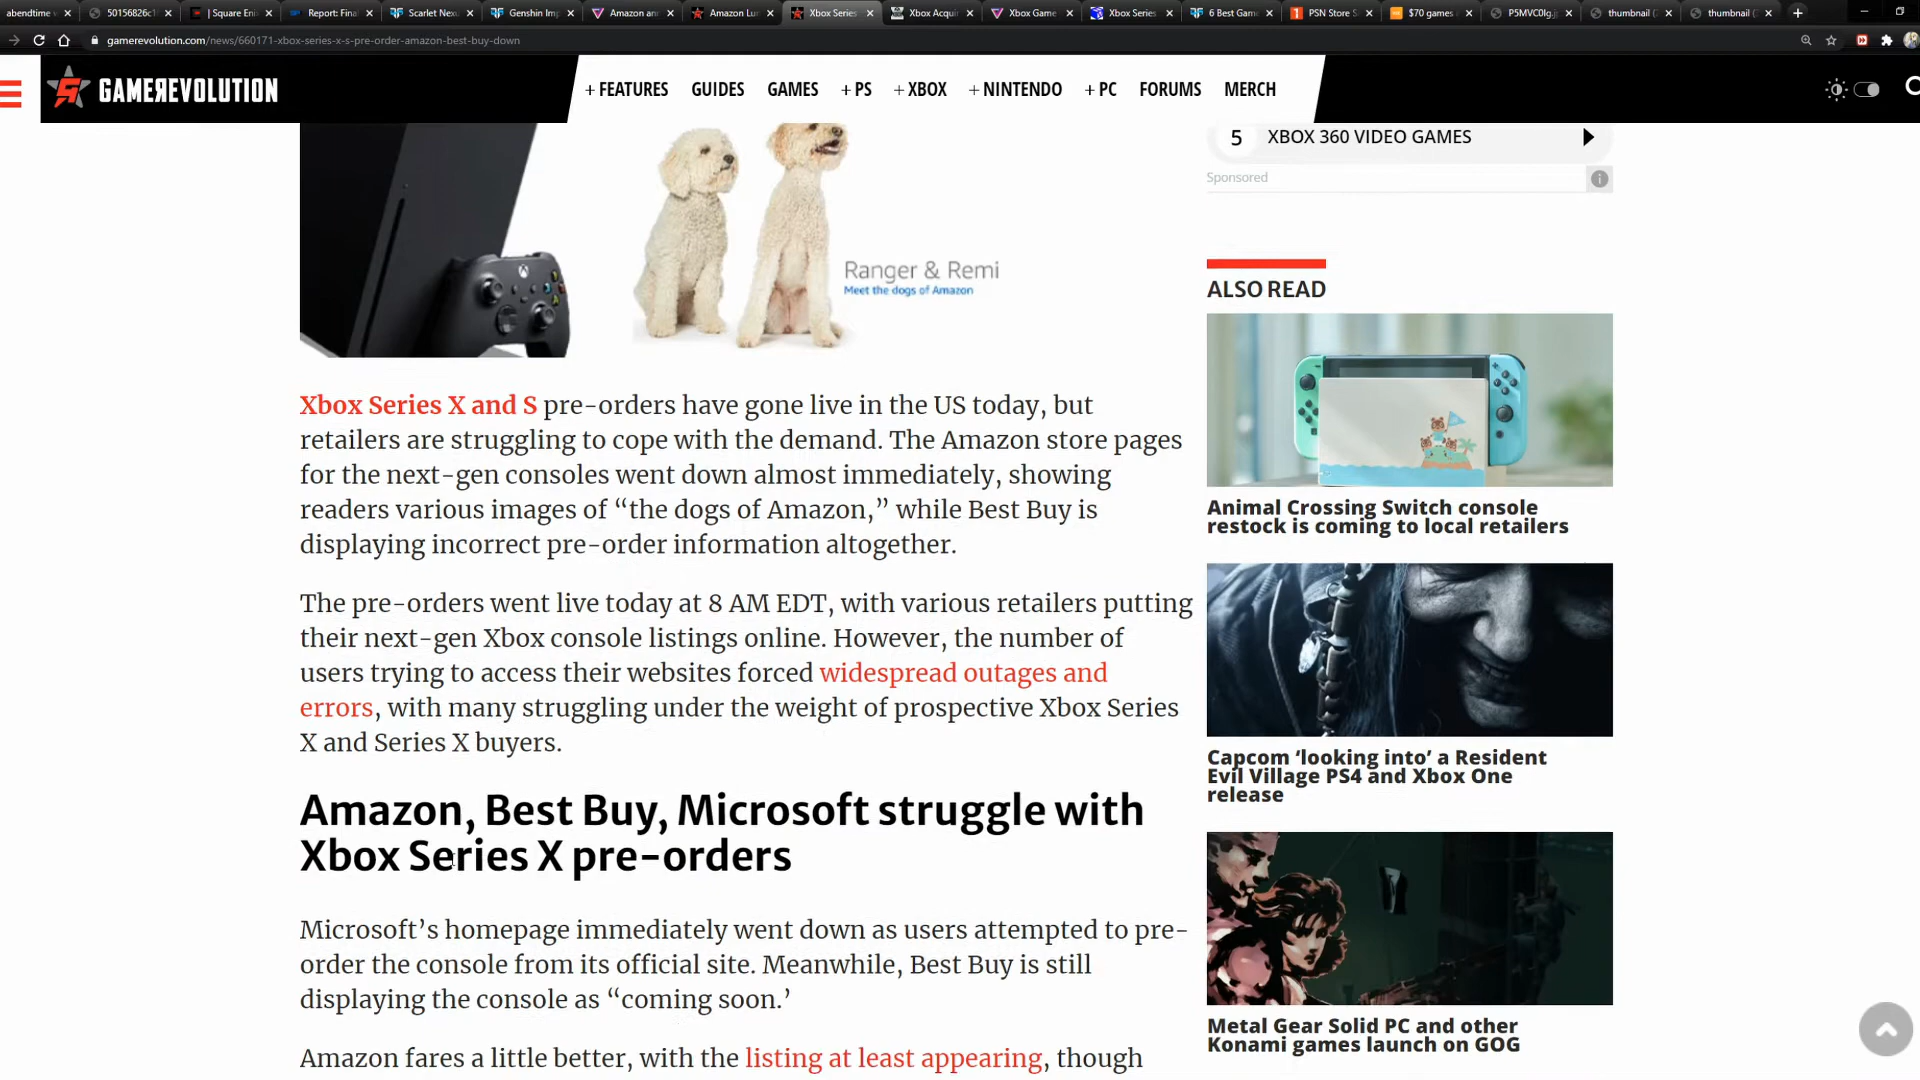 abendtime
50156826c1
| Square Eni
Report: Fina
Scarlet Nexu
Genshin Imp
Amazon an
Amazon Lun
Xbox Series
Xbox Acquir
Xbox Game
Xbox Series
6 Best Game
PSN Store S
$70 games
P5MVC0Ig.j
thumbnail (
thumbnail (
gamerevolution.com/news/660171-xbox-series-x-s-pre-order-amazon-best-buy-down
GAMEREVOLUTION
+ FEATURES
GUIDES
GAMES
+ PS
+ XBOX
+ NINTENDO
+ PC
FORUMS
MERCH
Ranger & Remi
Meet the dogs of Amazon
Xbox Series X and S pre-orders have gone live in the US today, but
retailers are struggling to cope with the demand. The Amazon store pages
for the next-gen consoles went down almost immediately, showing
readers various images of “the dogs of Amazon,” while Best Buy is
displaying incorrect pre-order information altogether.
The pre-orders went live today at 8 AM EDT, with various retailers putting
their next-gen Xbox console listings online. However, the number of
users trying to access their websites forced widespread outages and
errors, with many struggling under the weight of prospective Xbox Series
X and Series X buyers.
Amazon, Best Buy, Microsoft struggle with
Xbox Series X pre-orders
Microsoft’s homepage immediately went down as users attempted to pre-
order the console from its official site. Meanwhile, Best Buy is still
displaying the console as “coming soon.’
Amazon fares a little better, with the listing at least appearing, though
5 XBOX 360 VIDEO GAMES
Sponsored
ALSO READ
Animal Crossing Switch console
restock is coming to local retailers
Capcom ‘looking into’ a Resident
Evil Village PS4 and Xbox One
release
Metal Gear Solid PC and other
Konami games launch on GOG